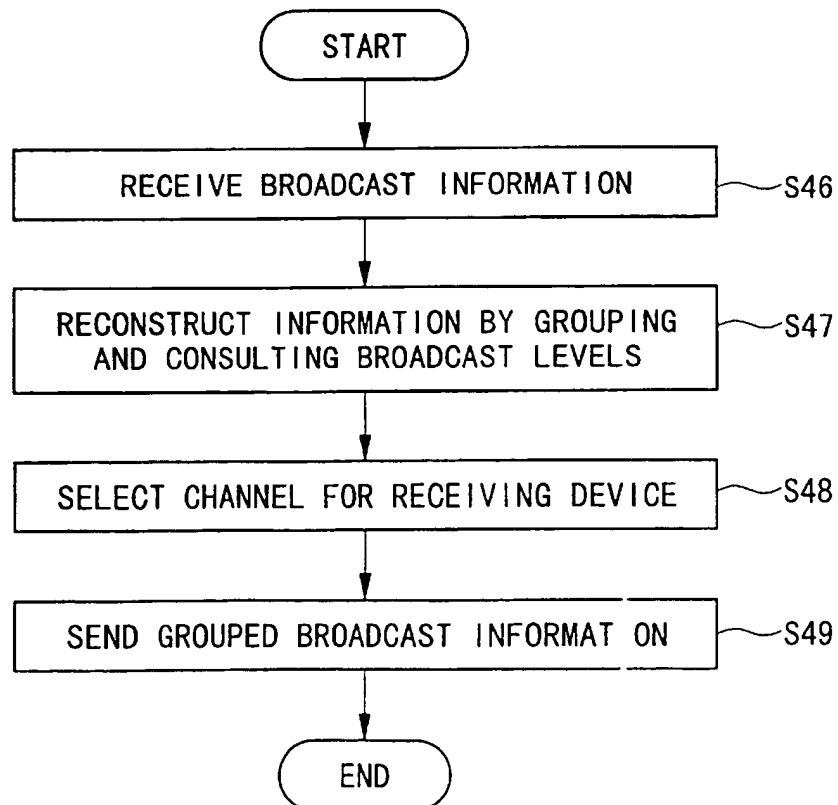 START
RECEIVE BROADCAST INFORMATION
S46
RECONSTRUCT INFORMATION BY GROUPING
AND CONSULTING BROADCAST LEVELS
S47
SELECT CHANNEL FOR RECEIVING DEVICE
S48
SEND GROUPED BROADCAST INFORMAT ON
S49
END